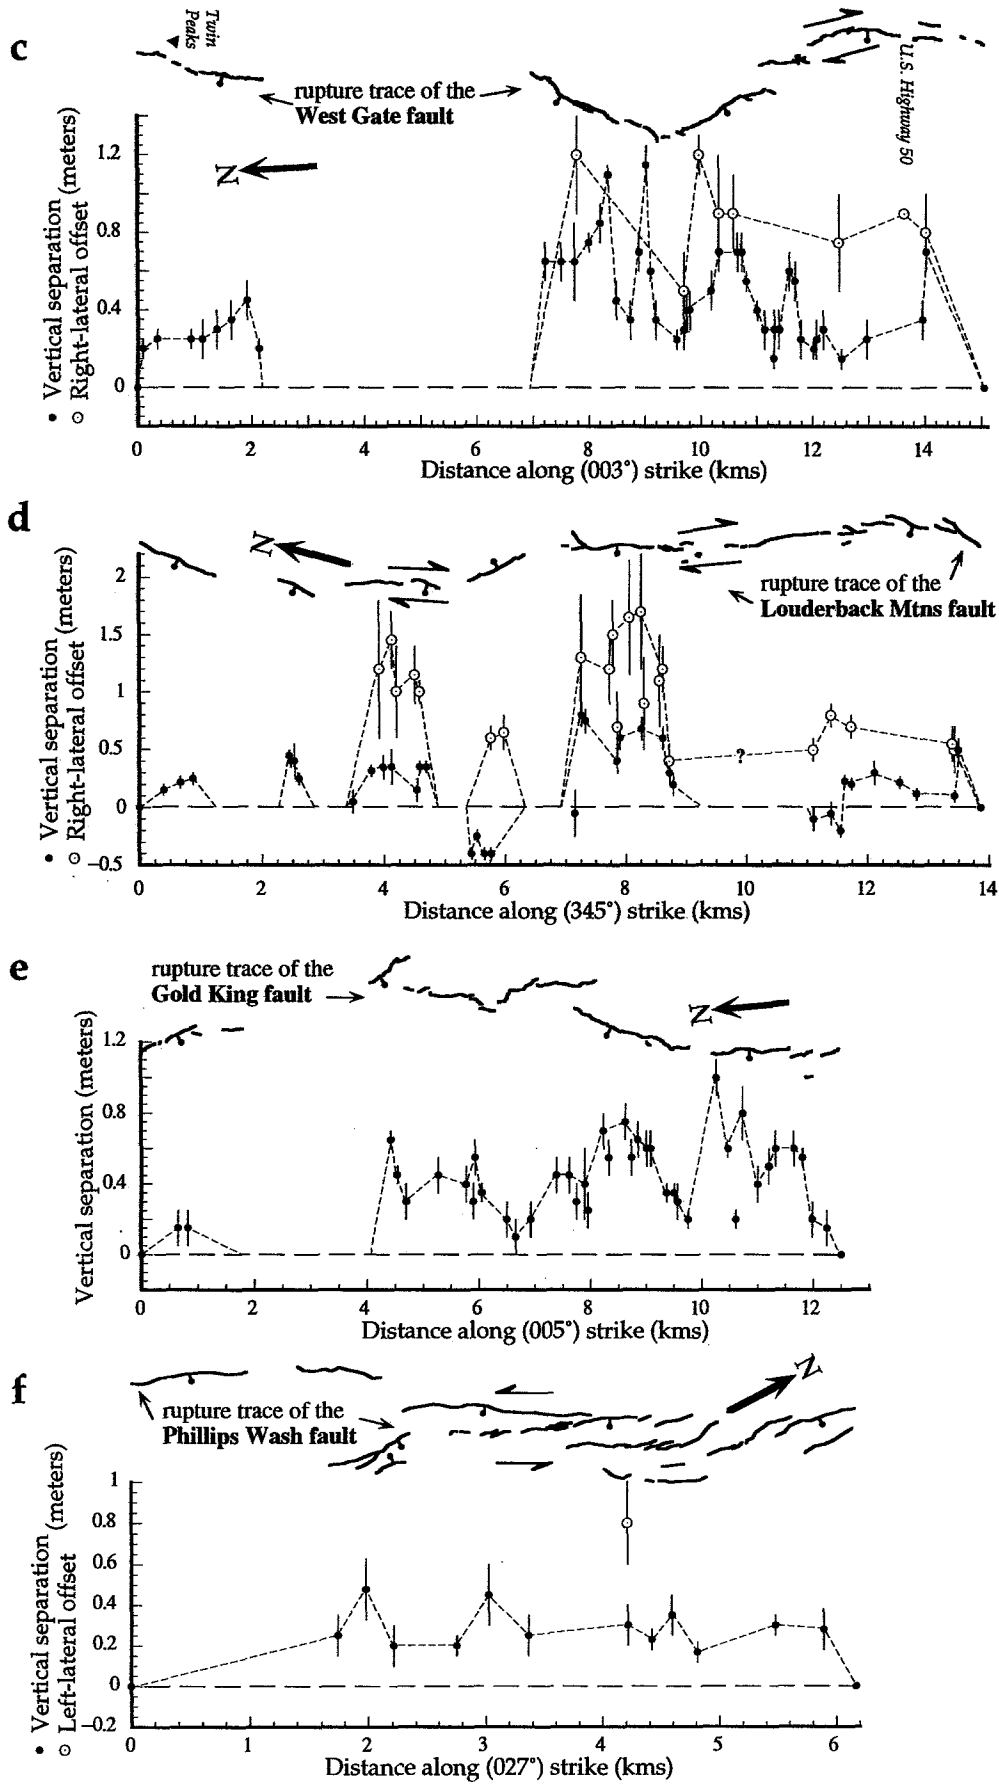 c
Twin
Peaks
rupture trace of the
West Gate fault
U.S. Highway 50
N
Vertical separation
Right-lateral offset
(meters)
1.2
0.8
0.4
0
0 2 4 6 8 10 12 14
Distance along (003°) strike (kms)
d
N
rupture trace of the
Louderback Mtns fault
Vertical separation
Right-lateral offset
(meters)
2
1.5
1
0.5
0
−0.5
?
0 2 4 6 8 10 12 14
Distance along (345°) strike (kms)
e
rupture trace of the
Gold King fault
N
Vertical separation (meters)
1.2
0.8
0.4
0
0 2 4 6 8 10 12
Distance along (005°) strike (kms)
f
N
rupture trace of the
Phillips Wash fault
Vertical separation
Left-lateral offset
(meters)
1
0.8
0.6
0.4
0.2
0
−0.2
0 1 2 3 4 5 6
Distance along (027°) strike (kms)